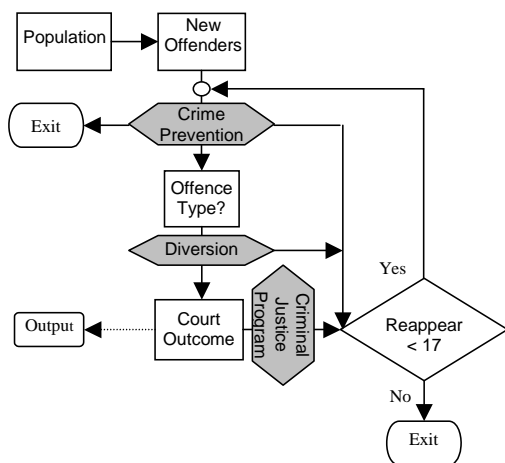 Population
New
Offenders
Exit
Crime
Prevention
Offence
Type?
Diversion
Yes
Output
Court
Outcome
Criminal
Justice
Program
Reappear
< 17
No
Exit